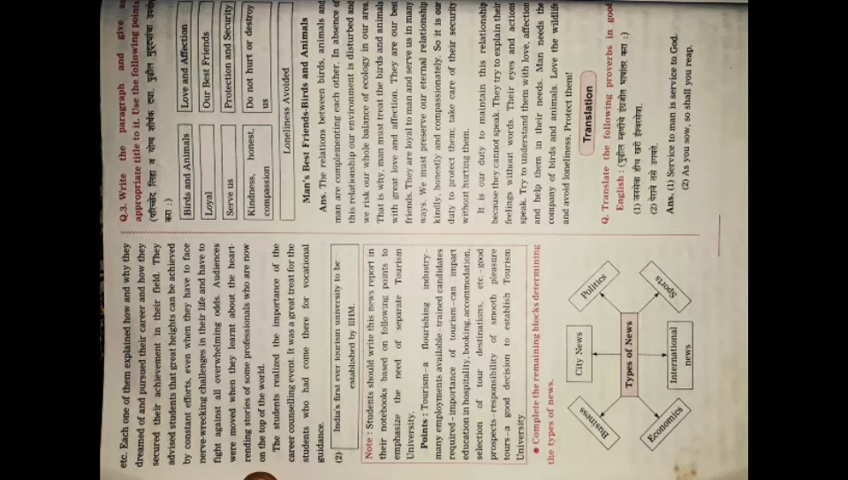 etc. Each one of them explained how and why they
dreamed of and pursued their career and how they
secured their achievement in their field. They
advised students that great heights can be achieved
by constant efforts, even when they have to face
nerve-wrecking challenges in their life and have to
fight against all overwhelming odds. Audiences
were moved when they learnt about the heart-
rending stories of some professionals who are now
on the top of the world.
The students realized the importance of the
career counselling event. It was a great treat for the
students who had come there for vocational
guidance.
(2) India's first ever tourism university to be
established by IIHM.
Note : Students should write this news report in
their notebooks based on following points to
emphasize the need of separate Tourism
University.
Points : Tourism-a flourishing industry-
many employments available-trained candidates
required-importance of tourism-can impart
education in hospitality, booking, accommodation,
selection of tour destinations, etc.-good
prospects-responsibility of smooth pleasure
tours-a good decision to establish Tourism
University
● Complete the remaining blocks determining
the types of news.
Politics
Sports
City News
Types of News
International
news
Business
Economics
Q.3. Write the paragraph and give
appropriate title to it. Use the following points
(परिच्छेद लिहा व योग्य शीर्षक द्या. पुढील मुद्द्यांचा
करा :)
Birds and Animals
Love and Affection
Loyal
Our Best Friends
Serve us
Protection and Security
Kindness, honest,
compassion
Do not hurt or destroy
us
Loneliness Avoided
Man's Best Friends-Birds and Animals
Ans. The relations between birds, animals and
man are complementing each other. In absence of
this relationship our environment is disturbed and
we risk our whole balance of ecology in our area.
That is why, man must treat the birds and animals
with great love and affection. They are our best
friends. They are loyal to man and serve us in many
ways. We must preserve our eternal relationship
kindly, honestly and compassionately. So it is our
duty to protect them; take care of their security
without hurting them.
It is our duty to maintain this relationship
because they cannot speak. They try to explain their
feelings without words. Their eyes and actions
speak. Try to understand them with love, affection
and help them in their needs. Man needs the
company of birds and animals. Love the wildlife
and avoid loneliness. Protect them!
Translation
Q. Translate the following proverbs in good
English : (पुढील म्हणींचे इंग्रजीत भाषांतर करा :)
(1) जनसेवा हीच खरी ईश्वरसेवा.
(2) पेराल तसे उगवते.
Ans. (1) Service to man is service to God.
(2) As you sow, so shall you reap.